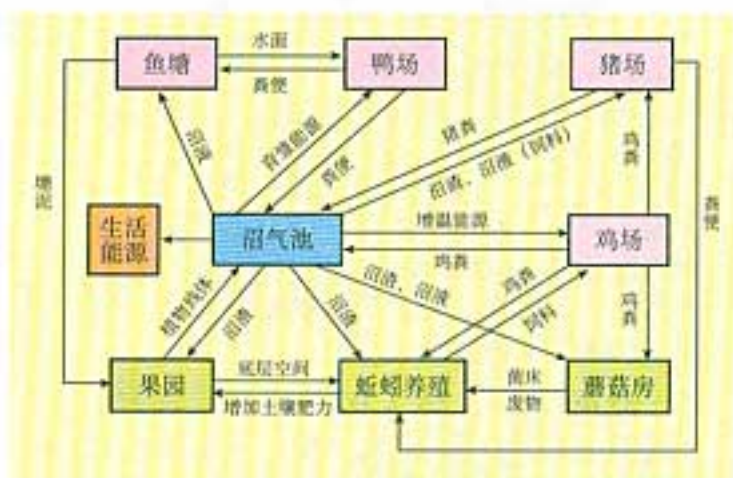 鱼塘
水面
粪便
鸭场
猪场
沼液
育雏能源
粪便
猪粪
沼渣、沼液（饲料）
鸡粪
塘泥
粪便
生活
能源
沼气池
增温能源
鸡粪
鸡场
植物残体
沼渣
沼渣
沼渣、沼液
鸡粪
饲料
鸡粪
果园
底层空间
增加土壤肥力
蚯蚓养殖
菌床
废物
蘑菇房